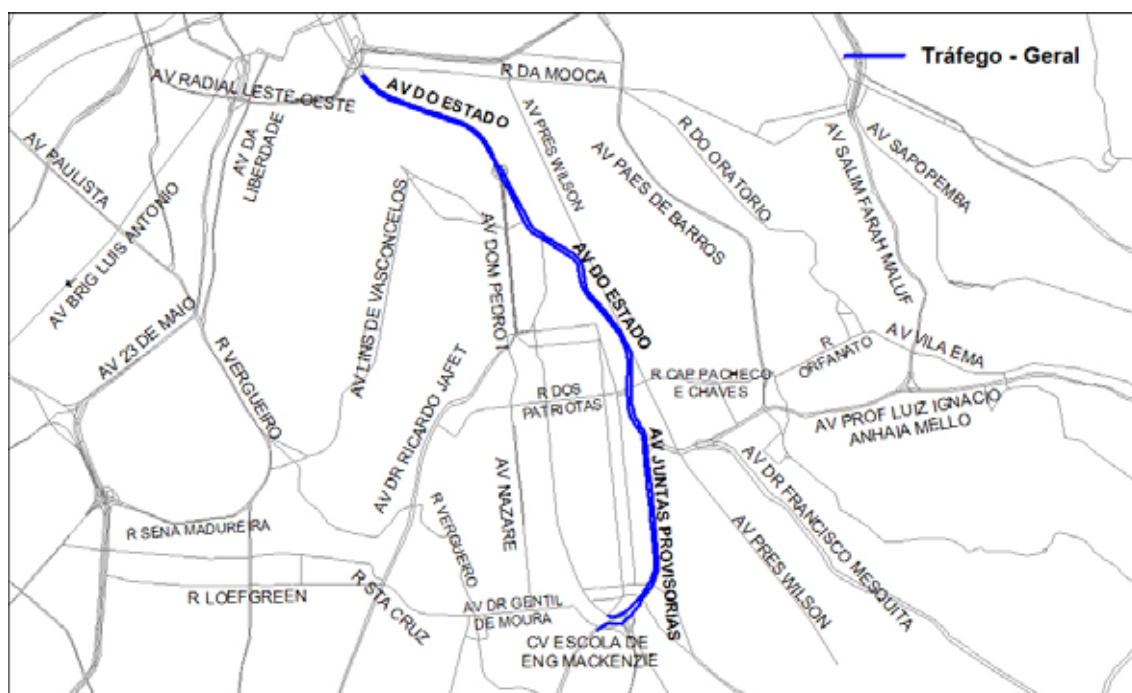 Tráfego - Geral
R DA MOOCA
AV RADIAL LESTE-OESTE
AV DO ESTADO
AV DA
LIBERDADE
AV PAULISTA
AV BRIG LUIS ANTONIO
AV PRES WILSON
AV PAES DE BARROS
R DO ORATORIO
AV SALIM FARAH MALUF
AV SAPOPEMBA
AV LINS DE VASCONCELOS
AV DOM PEDRO I
AV DO ESTADO
AV 23 DE MAIO
R VERGUEIRO
AV DR RICARDO JAFET
R DOS
PATRIOTAS
R CAP PACHECO
E CHAVES
R
ORFANATO
AV VILA EMA
AV PROF LUIZ IGNACIO
ANHAIA MELLO
AV JUNTAS PROVISORIAS
AV DR FRANCISCO MESQUITA
AV NAZARE
R VERGUEIRO
AV PRES WILSON
R SENA MADUREIRA
R LOEFGREEN
R STA CRUZ
AV DR GENTIL
DE MOURA
CV ESCOLA DE
ENG MACKENZIE